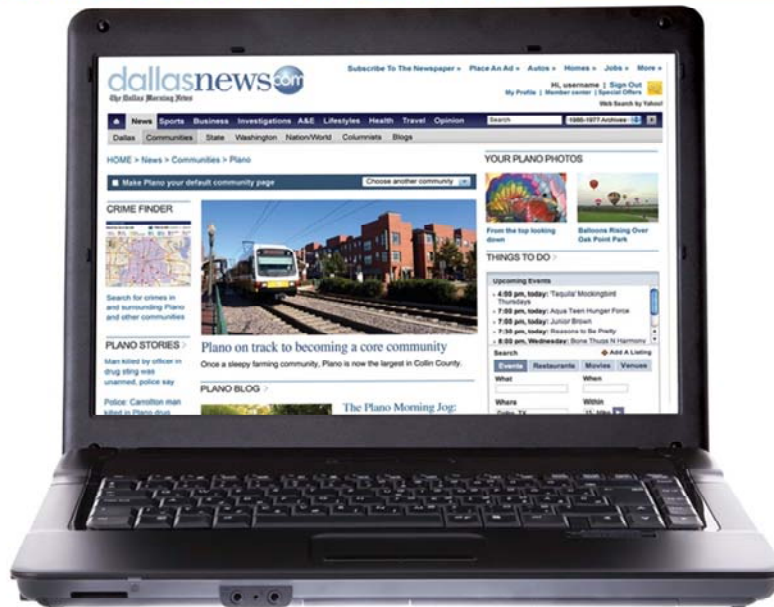 Subscribe To The Newspaper » Place An Ad » Autos » Homes » Jobs » More »
dallasnews.com
The Dallas Morning News
Hi, username | Sign Out
My Profile | Member center | Special Offers
Web Search by Yahoo!
News Sports Business Investigations A&E Lifestyles Health Travel Opinion
Search
1986-1977 Archives
Dallas Communities State Washington Nation/World Columnists Blogs
HOME > News > Communities > Plano
Make Plano your default community page
Choose another community
CRIME FINDER
Search for crimes in
and surrounding Plano
and other communities
PLANO STORIES >
Man killed by officer in
drug sting was
unarmed, police say
Police: Carrollton man
killed in Plano drug
Plano on track to becoming a core community
Once a sleepy farming community, Plano is now the largest in Collin County.
PLANO BLOG >
The Plano Morning Jog:
YOUR PLANO PHOTOS
From the top looking
down
Balloons Rising Over
Oak Point Park
THINGS TO DO >
Upcoming Events
4:00 pm, today: 'Tequila' Mockingbird
Thursdays
7:00 pm, today: Aqua Teen Hunger Force
7:00 pm, today: Junior Brown
7:30 pm, today: Reasons to Be Pretty
8:00 pm, Wednesday: Bone Thugs N Harmony
Search
Add A Listing
Events Restaurants Movies Venues
What When
Where Within